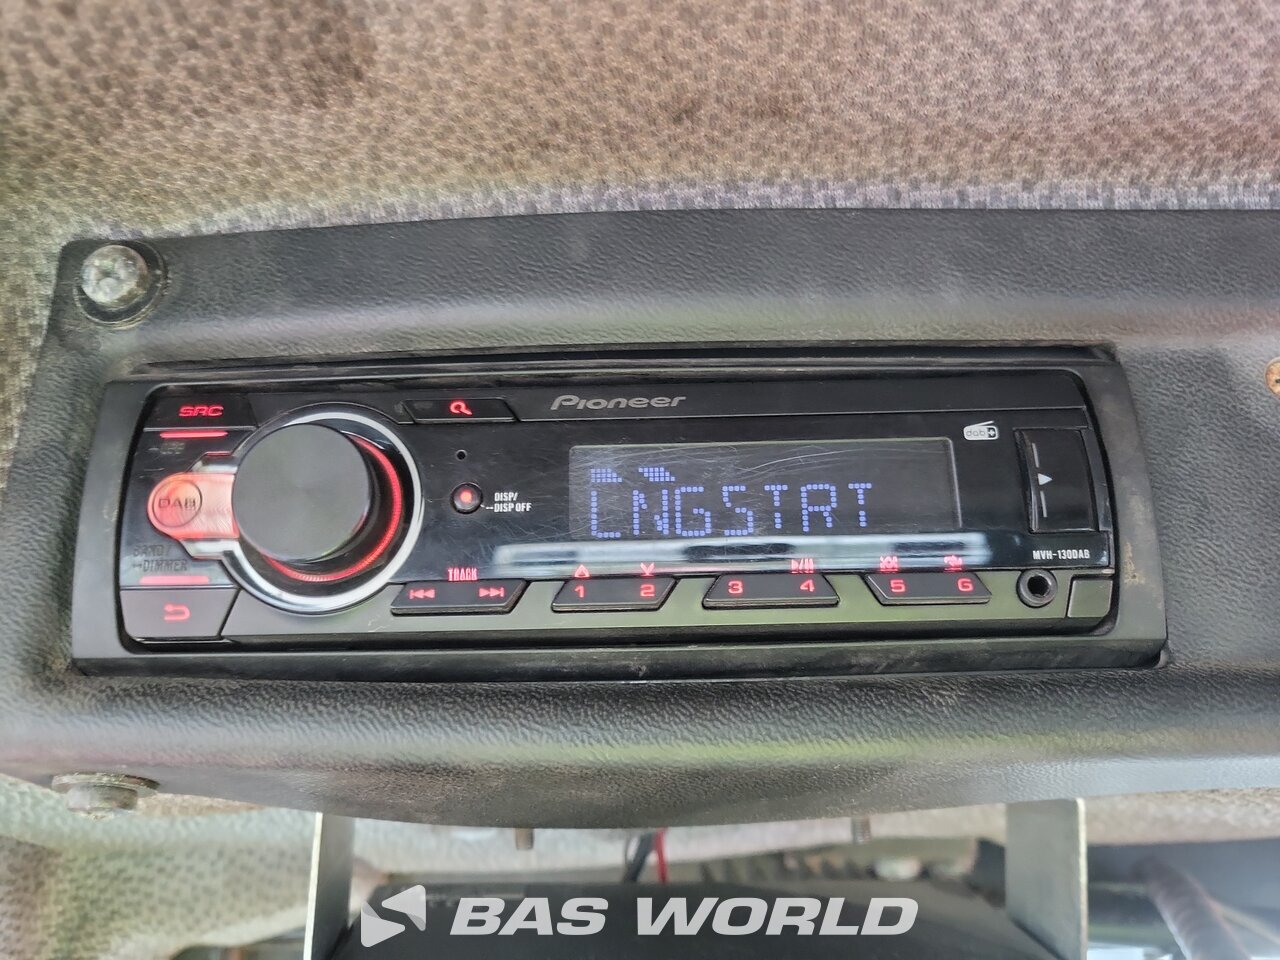 Pioneer
SRC
DAB
BAND/
↔DIMMER
DISP/
↔DISP OFF
dab+
MVH-130DAB
TRACK
1 2 3 4 5 6
BAS WORLD